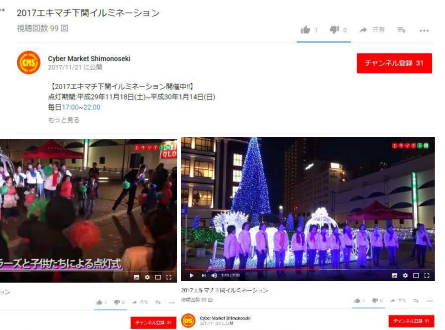 2017エキマチ下関イルミネーション
視聴回数 99 回
1 0 共有
CMS
Cyber Market Shimonoseki
2017/11/21 に公開
チャンネル登録 31
【2017エキマチ下関イルミネーション開催中!!】
点灯期間:平成29年11月18日(土)~平成30年1月14日(日)
毎日17:00~22:00
もっと見る
ラーズと子供たちによる点灯式
2017エキマチ下関イルミネーション
視聴回数 99 回
チャンネル登録 31
Cyber Market Shimonoseki
チャンネル登録 31